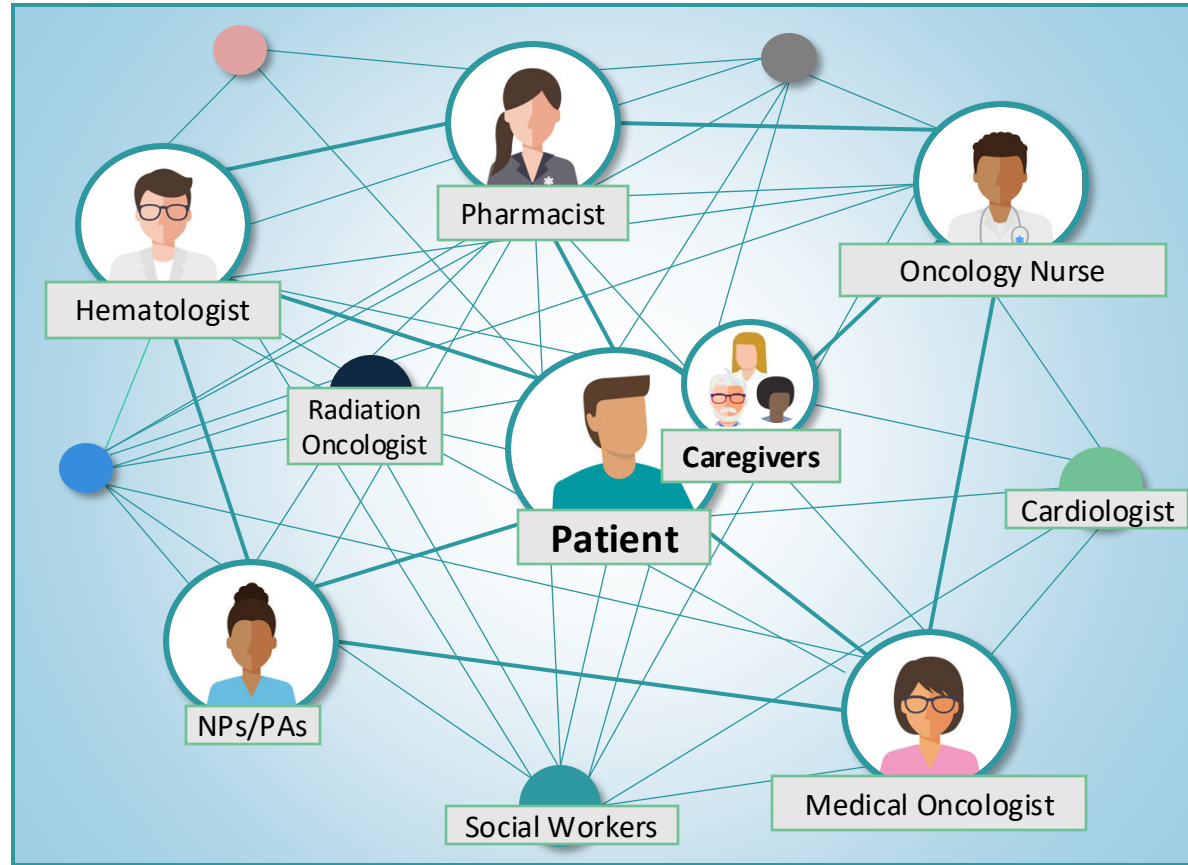 Pharmacist
Oncology Nurse
Hematologist
Radiation
Oncologist
Caregivers
Cardiologist
Patient
NPs/PAs
Medical Oncologist
Social Workers